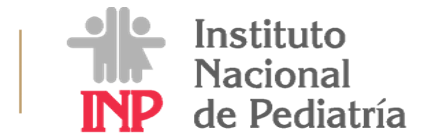 INP
Instituto
Nacional
de Pediatría